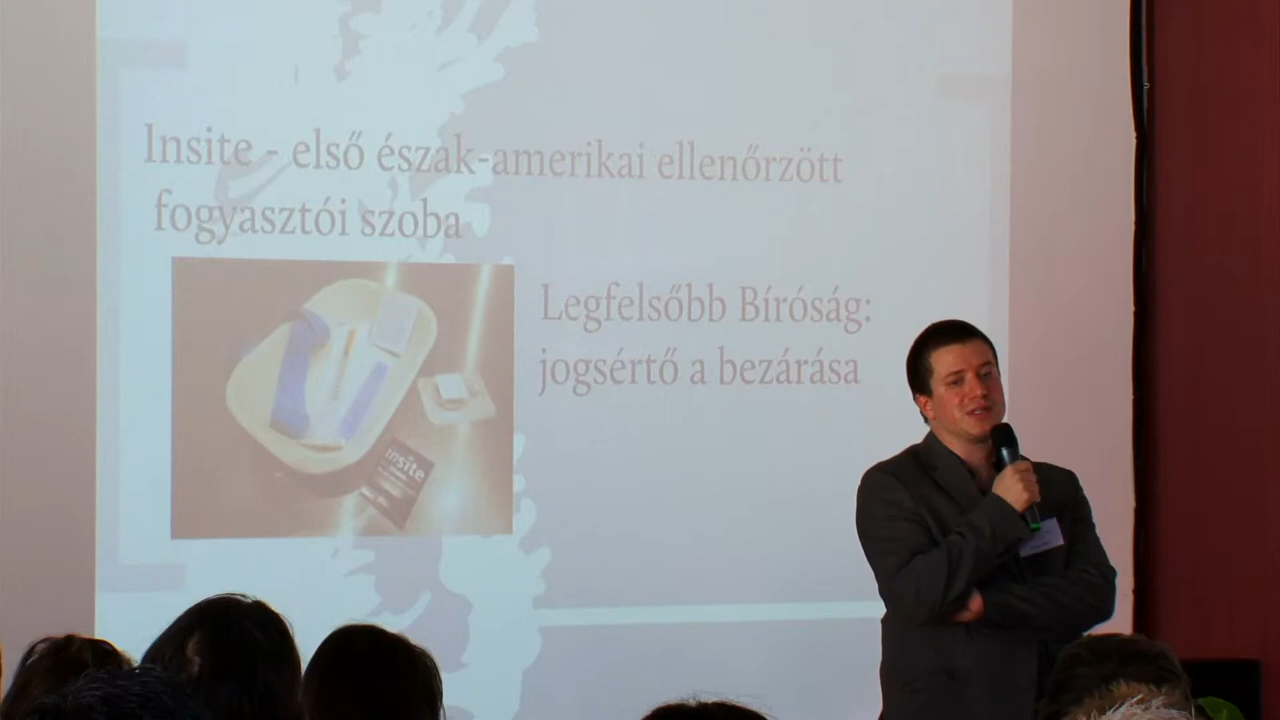 Insite - első észak-amerikai ellenőrzött
fogyasztói szoba
Legfelsőbb Bíróság:
jogsértő a bezárása
insite